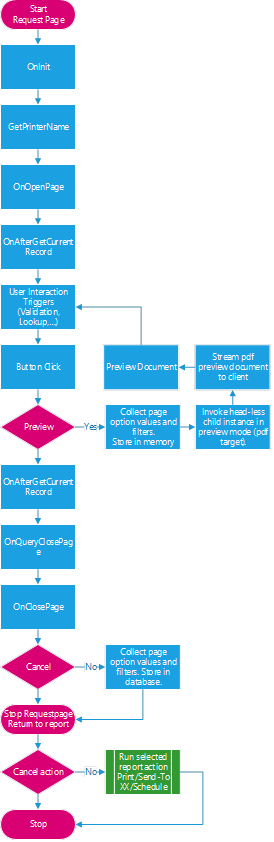 Start
Request Page
OnInit
GetPrinterName
OnOpenPage
OnAfterGetCurrent
Record
User Interaction
Triggers
(Validation,
Lookup,...)
Button Click
Preview Document
Stream pdf
preview document
to client
Preview
Yes
Collect page
option values and
filters.
Store in memory
Invoke head-less
child instance in
preview mode (pdf
target).
OnAfterGetCurrent
Record
OnQueryClosePag
e
OnClosePage
Cancel
No
Collect page
option values and
filters. Store in
database.
Stop Requestpage
Return to report
Cancel action
No
Run selected
report action
Print/Send-To
XX/Schedule
Stop